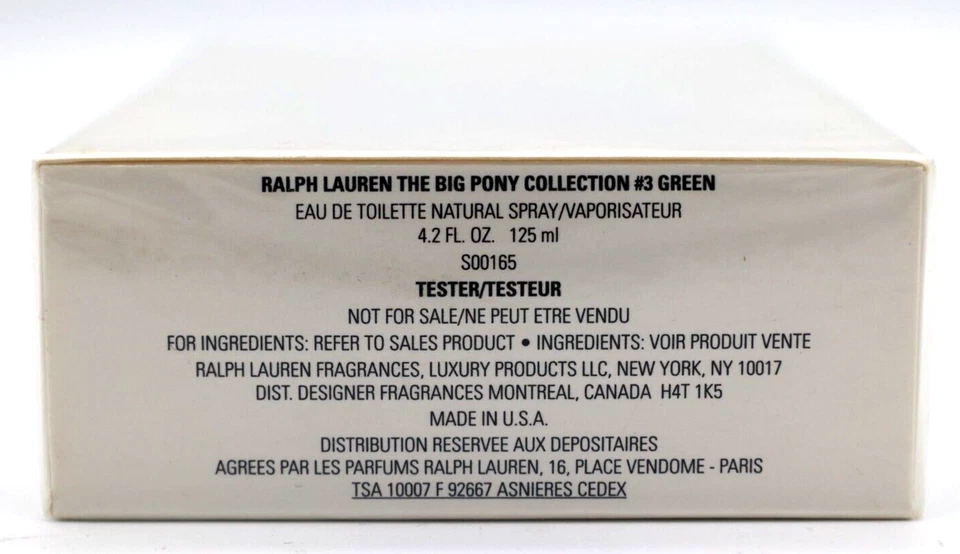 RALPH LAUREN THE BIG PONY COLLECTION #3 GREEN
EAU DE TOILETTE NATURAL SPRAY/VAPORISATEUR
4.2 FL. OZ. 125 ml
S00165
TESTER/TESTEUR
NOT FOR SALE/NE PEUT ETRE VENDU
FOR INGREDIENTS: REFER TO SALES PRODUCT • INGREDIENTS: VOIR PRODUIT VENTE
RALPH LAUREN FRAGRANCES, LUXURY PRODUCTS LLC, NEW YORK, NY 10017
DIST. DESIGNER FRAGRANCES MONTREAL, CANADA H4T 1K5
MADE IN U.S.A.
DISTRIBUTION RESERVEE AUX DEPOSITAIRES
AGREES PAR LES PARFUMS RALPH LAUREN, 16, PLACE VENDOME - PARIS
TSA 10007 F 92667 ASNIERES CEDEX